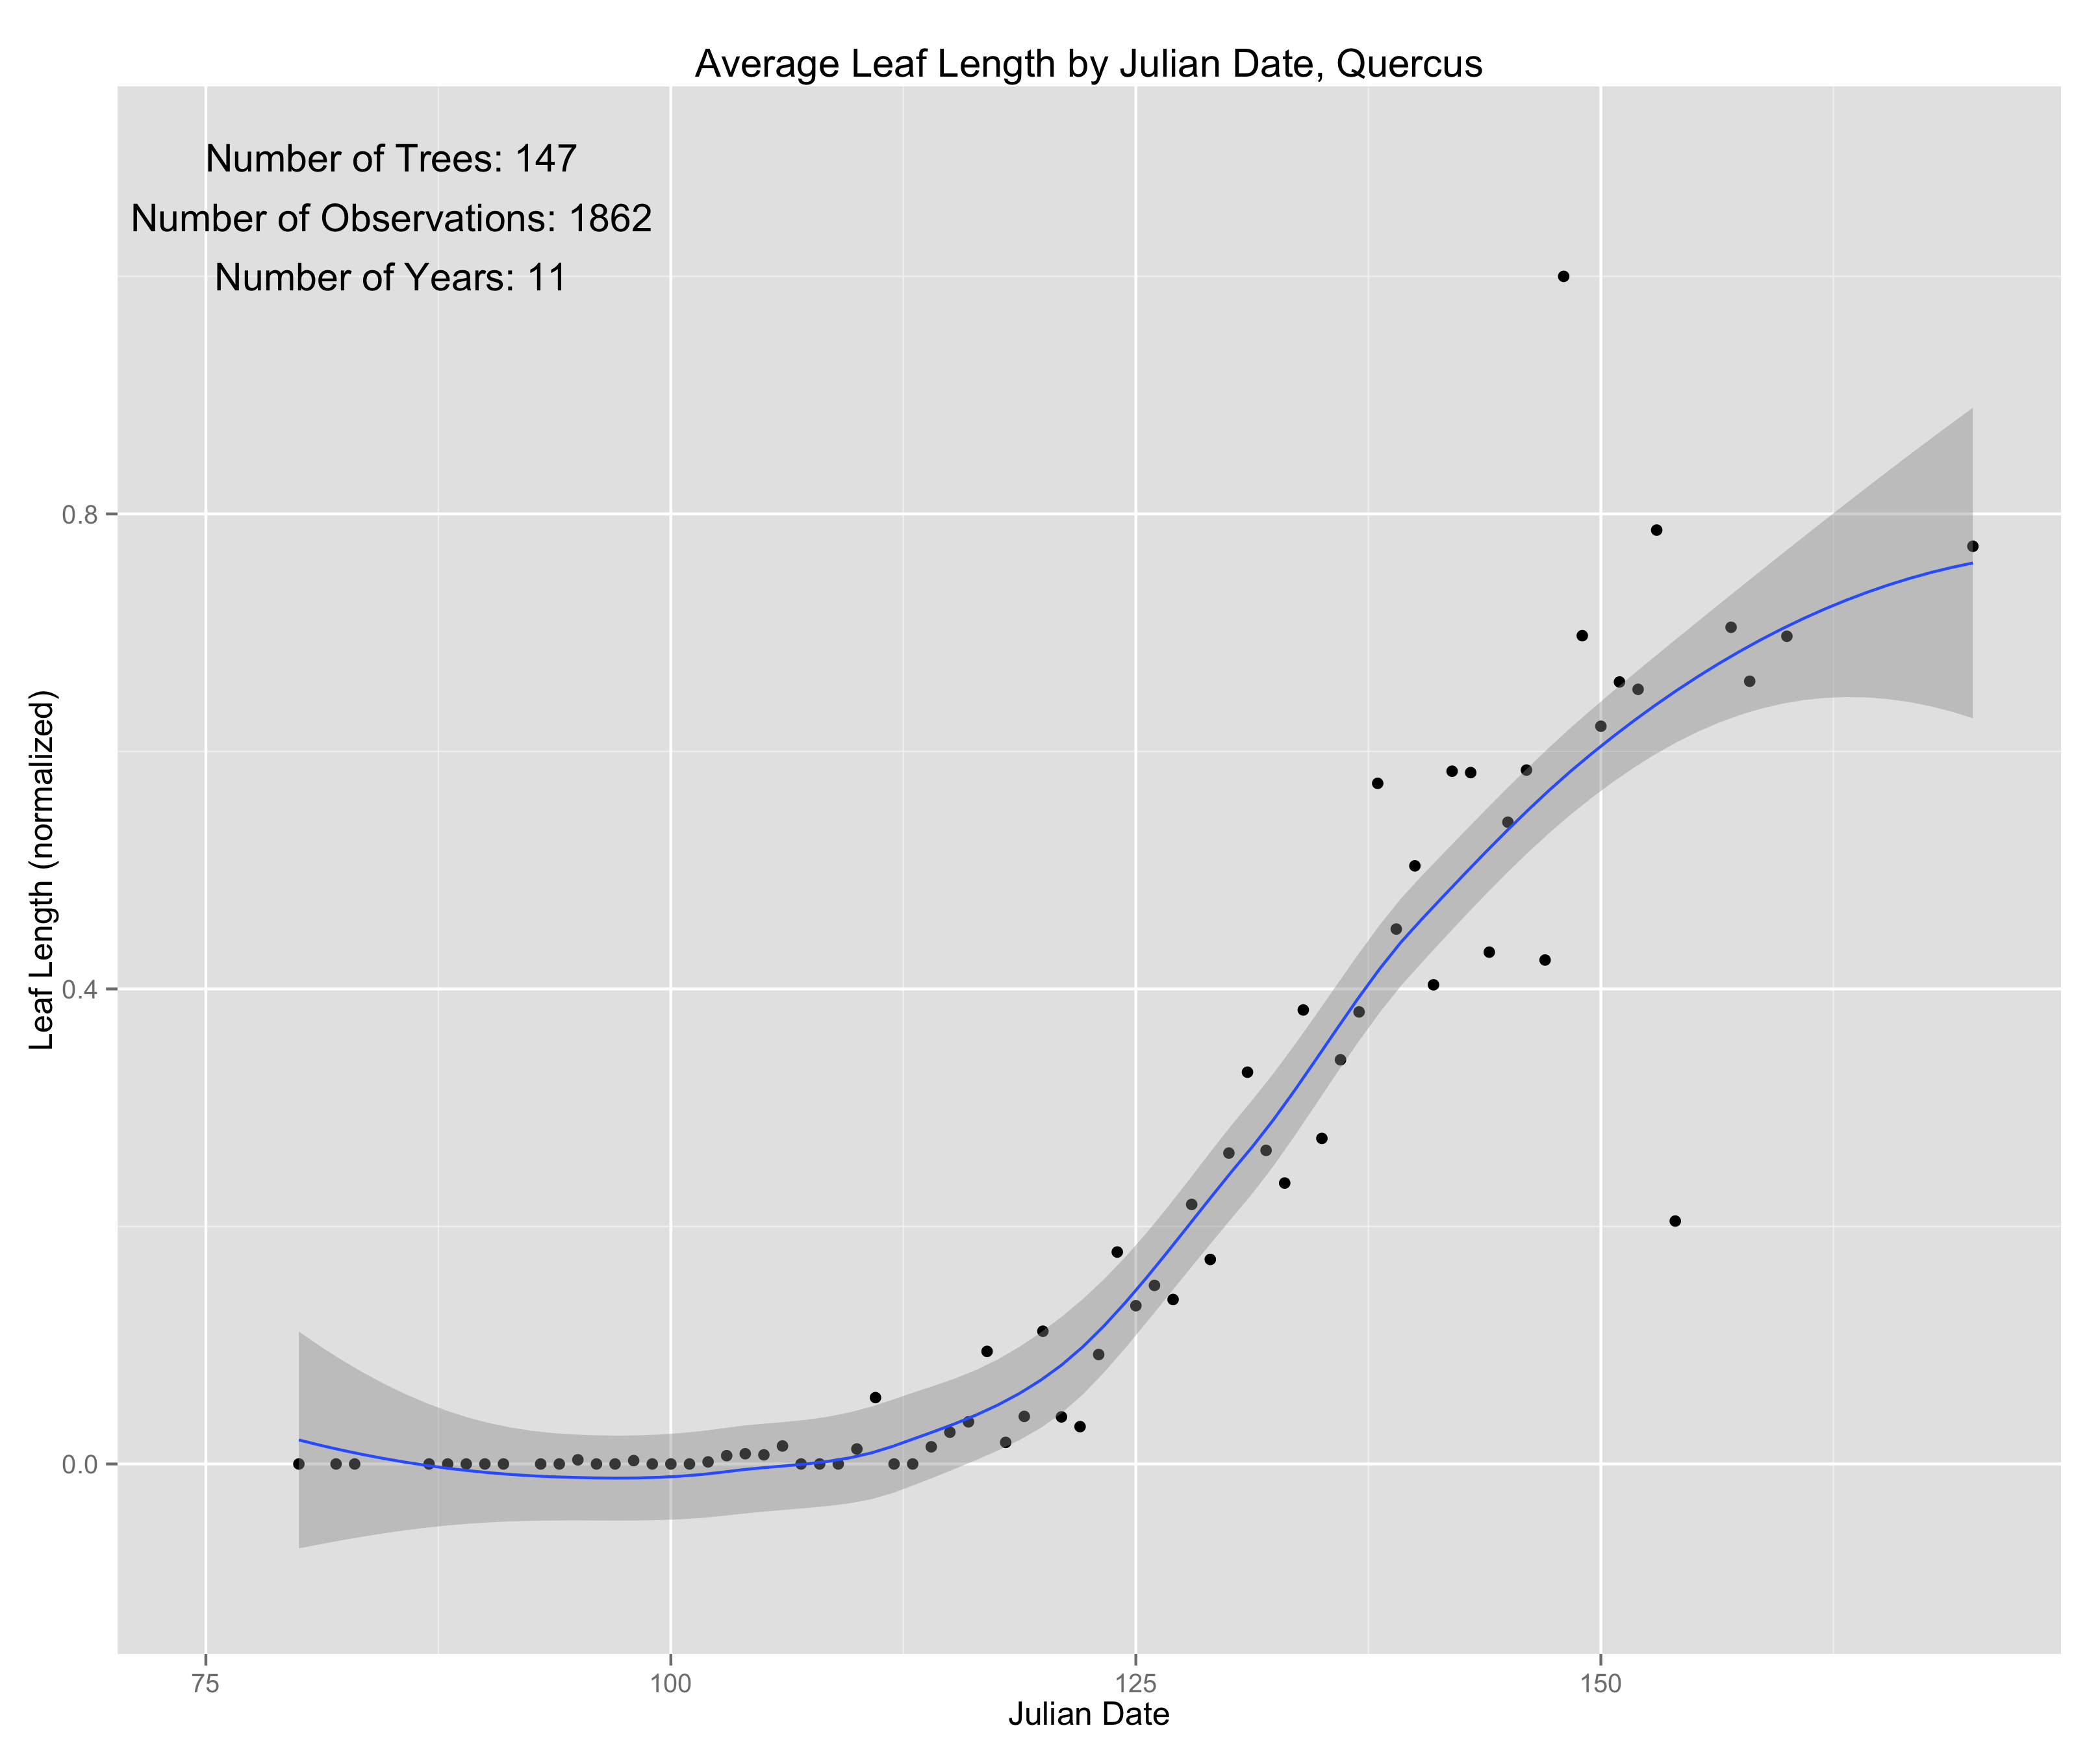 Average Leaf Length by Julian Date, Quercus
Number of Trees: 147
Number of Observations: 1862
Number of Years: 11
0.8
0.4
0.0
Leaf Length (normalized)
75 100 125 150
Julian Date